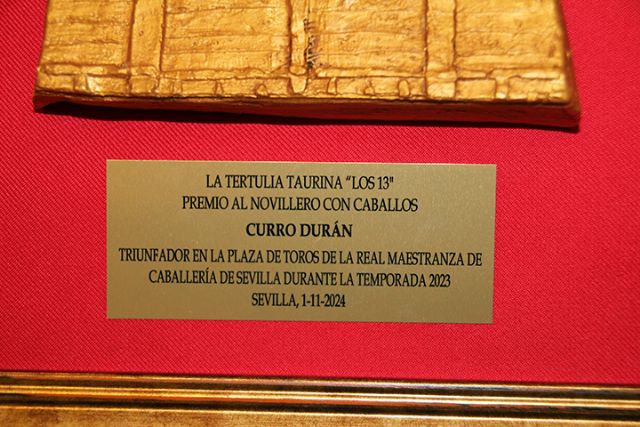 LA TERTULIA TAURINA “LOS 13"
PREMIO AL NOVILLERO CON CABALLOS
CURRO DURÁN
TRIUNFADOR EN LA PLAZA DE TOROS DE LA REAL MAESTRANZA DE
CABALLERÍA DE SEVILLA DURANTE LA TEMPORADA 2023
SEVILLA, 1-11-2024